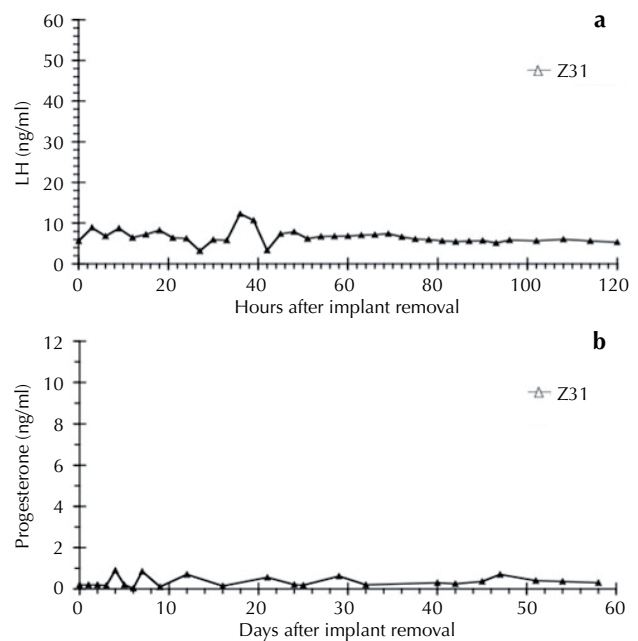 a
60
50
40
30
20
10
0
LH (ng/ml)
Z31
0 20 40 60 80 100 120
Hours after implant removal
b
12
10
8
6
4
2
0
Progesterone (ng/ml)
Z31
0 10 20 30 30 50 60
Days after implant removal